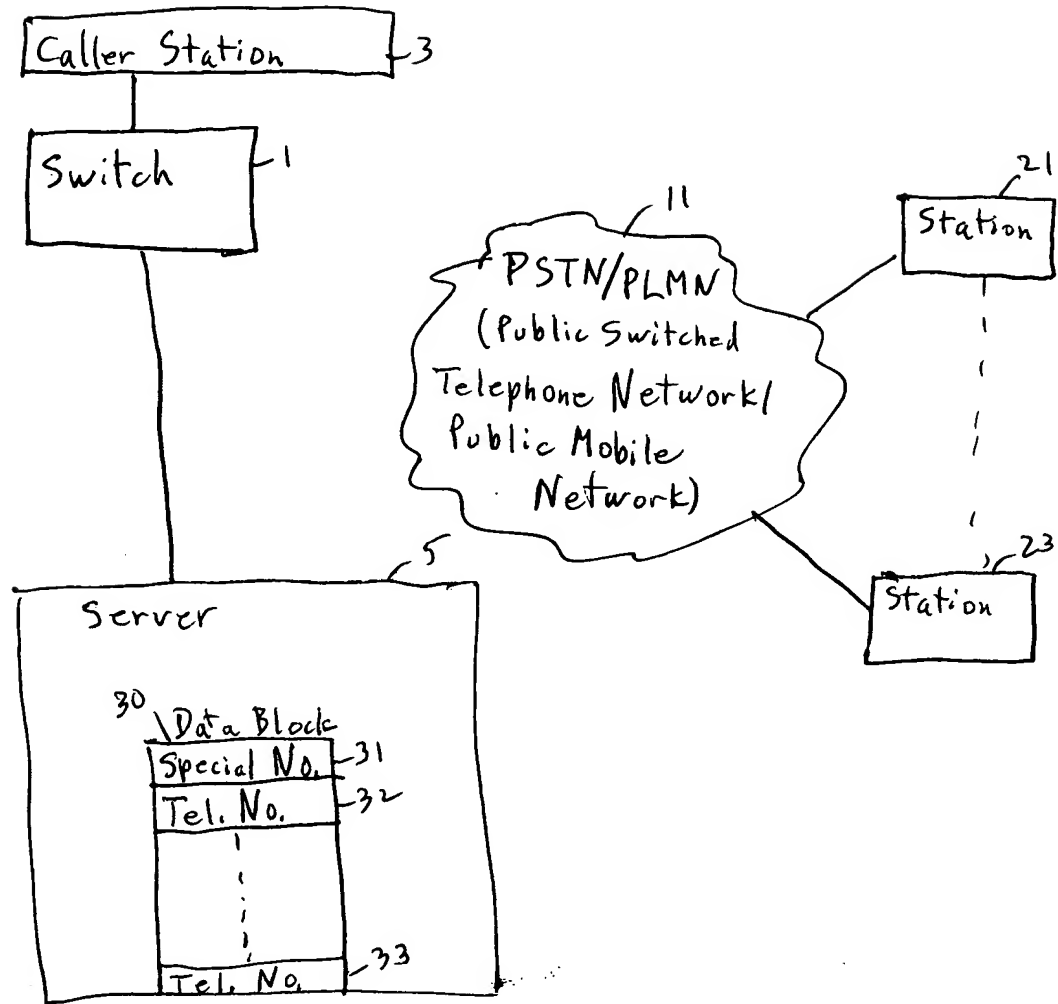 Caller Station
3
Switch
1
11
PSTN/PLMN
(Public Switched
Telephone Network/
Public Mobile
Network)
21
Station
23
Station
5
Server
30
Data Block
Special No.
31
Tel. No.
32
Tel. No.
33